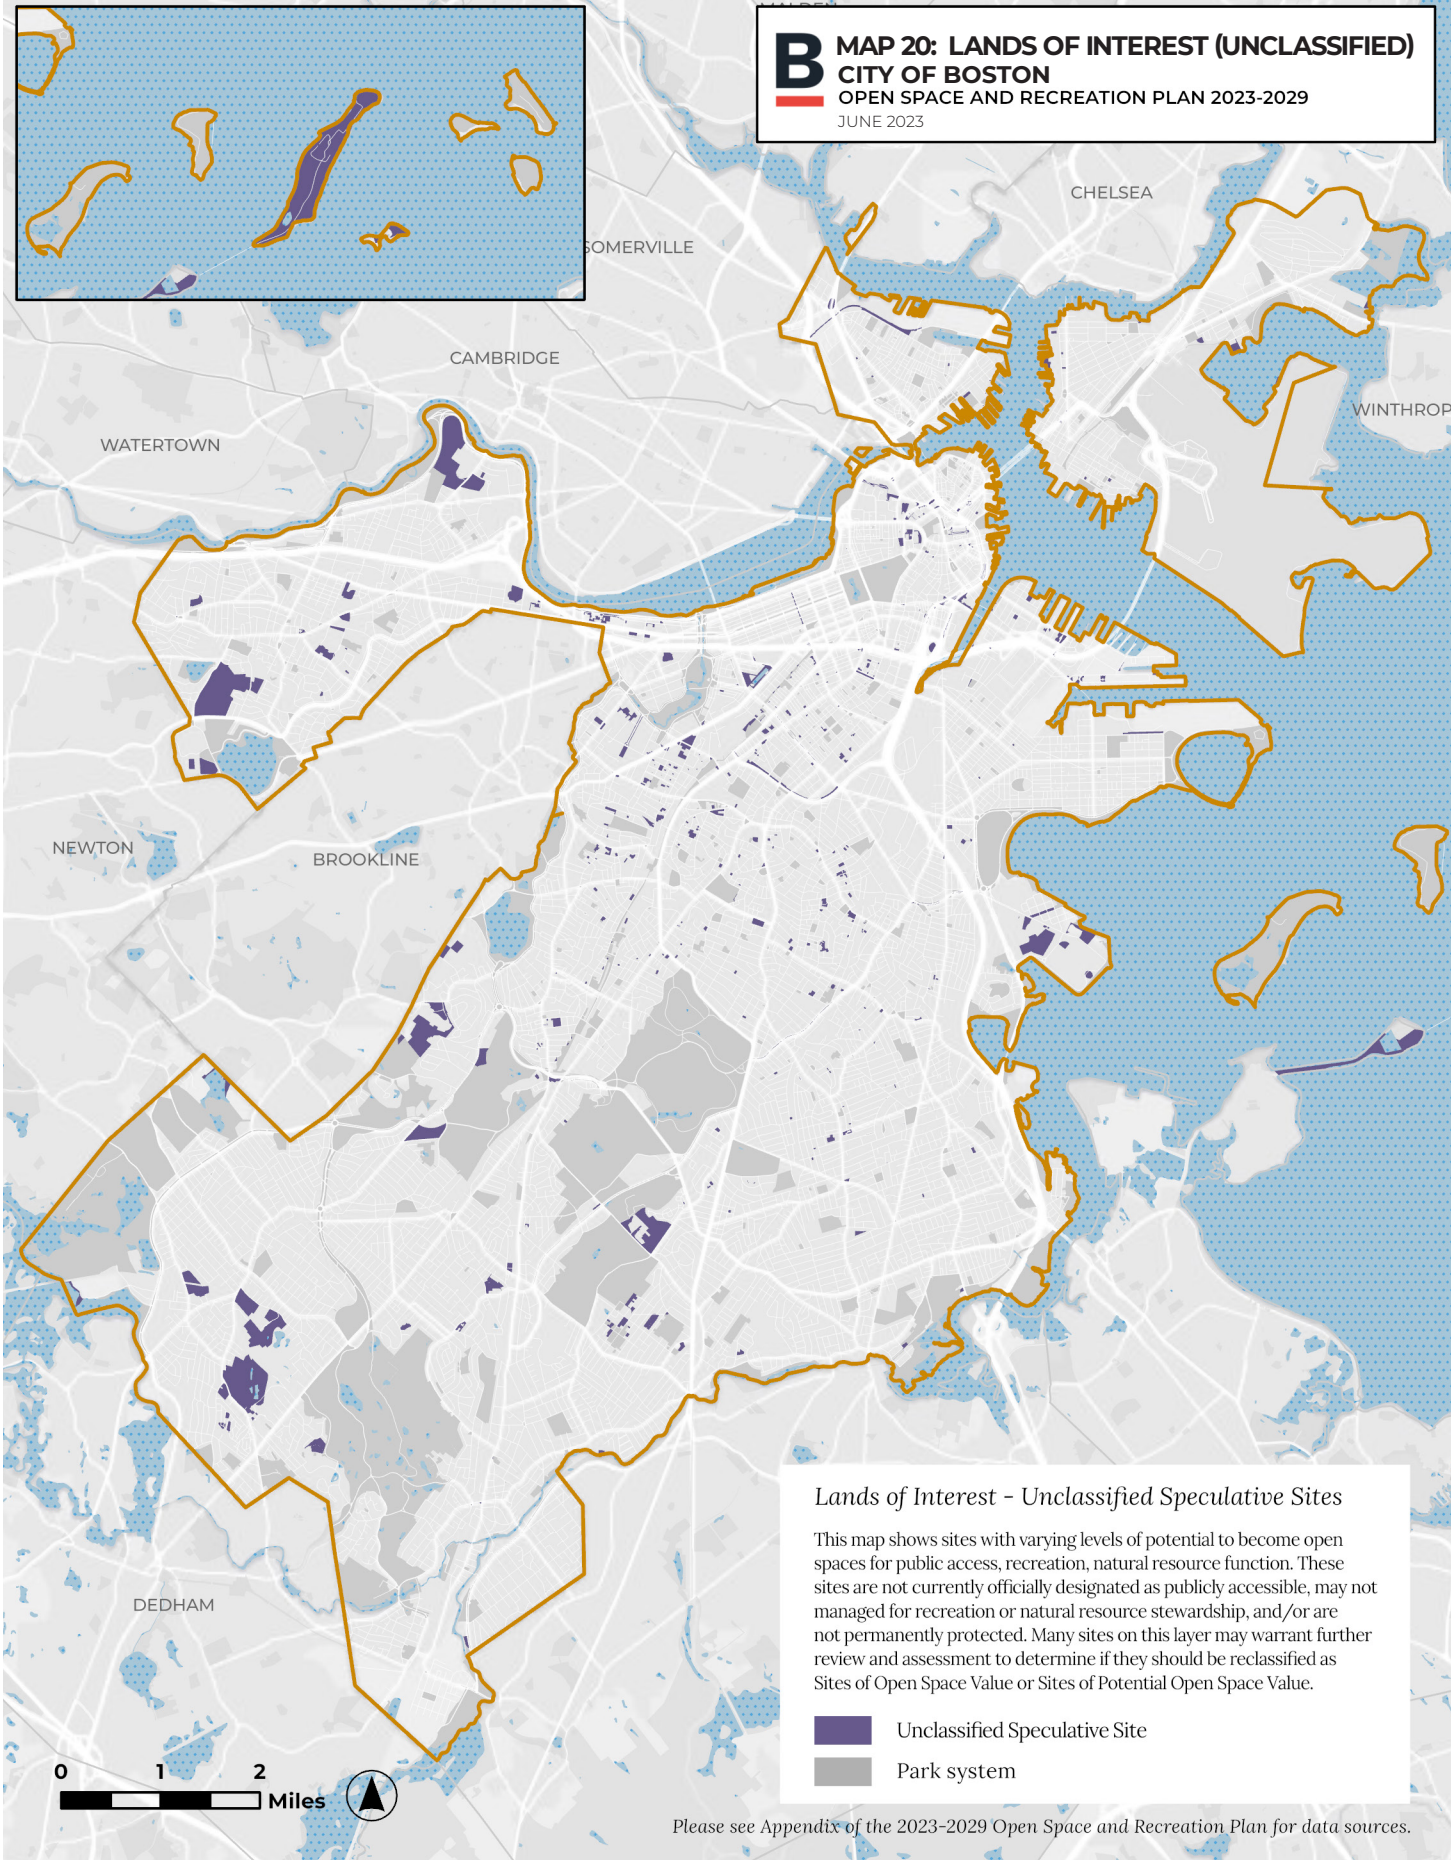 B
MAP 20: LANDS OF INTEREST (UNCLASSIFIED)
CITY OF BOSTON
OPEN SPACE AND RECREATION PLAN 2023-2029
JUNE 2023
MALDEN
CHELSEA
SOMERVILLE
CAMBRIDGE
WATERTOWN
WINTHROP
NEWTON
BROOKLINE
DEDHAM
Lands of Interest - Unclassified Speculative Sites
This map shows sites with varying levels of potential to become open
spaces for public access, recreation, natural resource function. These
sites are not currently officially designated as publicly accessible, may not
managed for recreation or natural resource stewardship, and/or are
not permanently protected. Many sites on this layer may warrant further
review and assessment to determine if they should be reclassified as
Sites of Open Space Value or Sites of Potential Open Space Value.
Unclassified Speculative Site
Park system
0 1 2
Miles
Please see Appendix of the 2023-2029 Open Space and Recreation Plan for data sources.